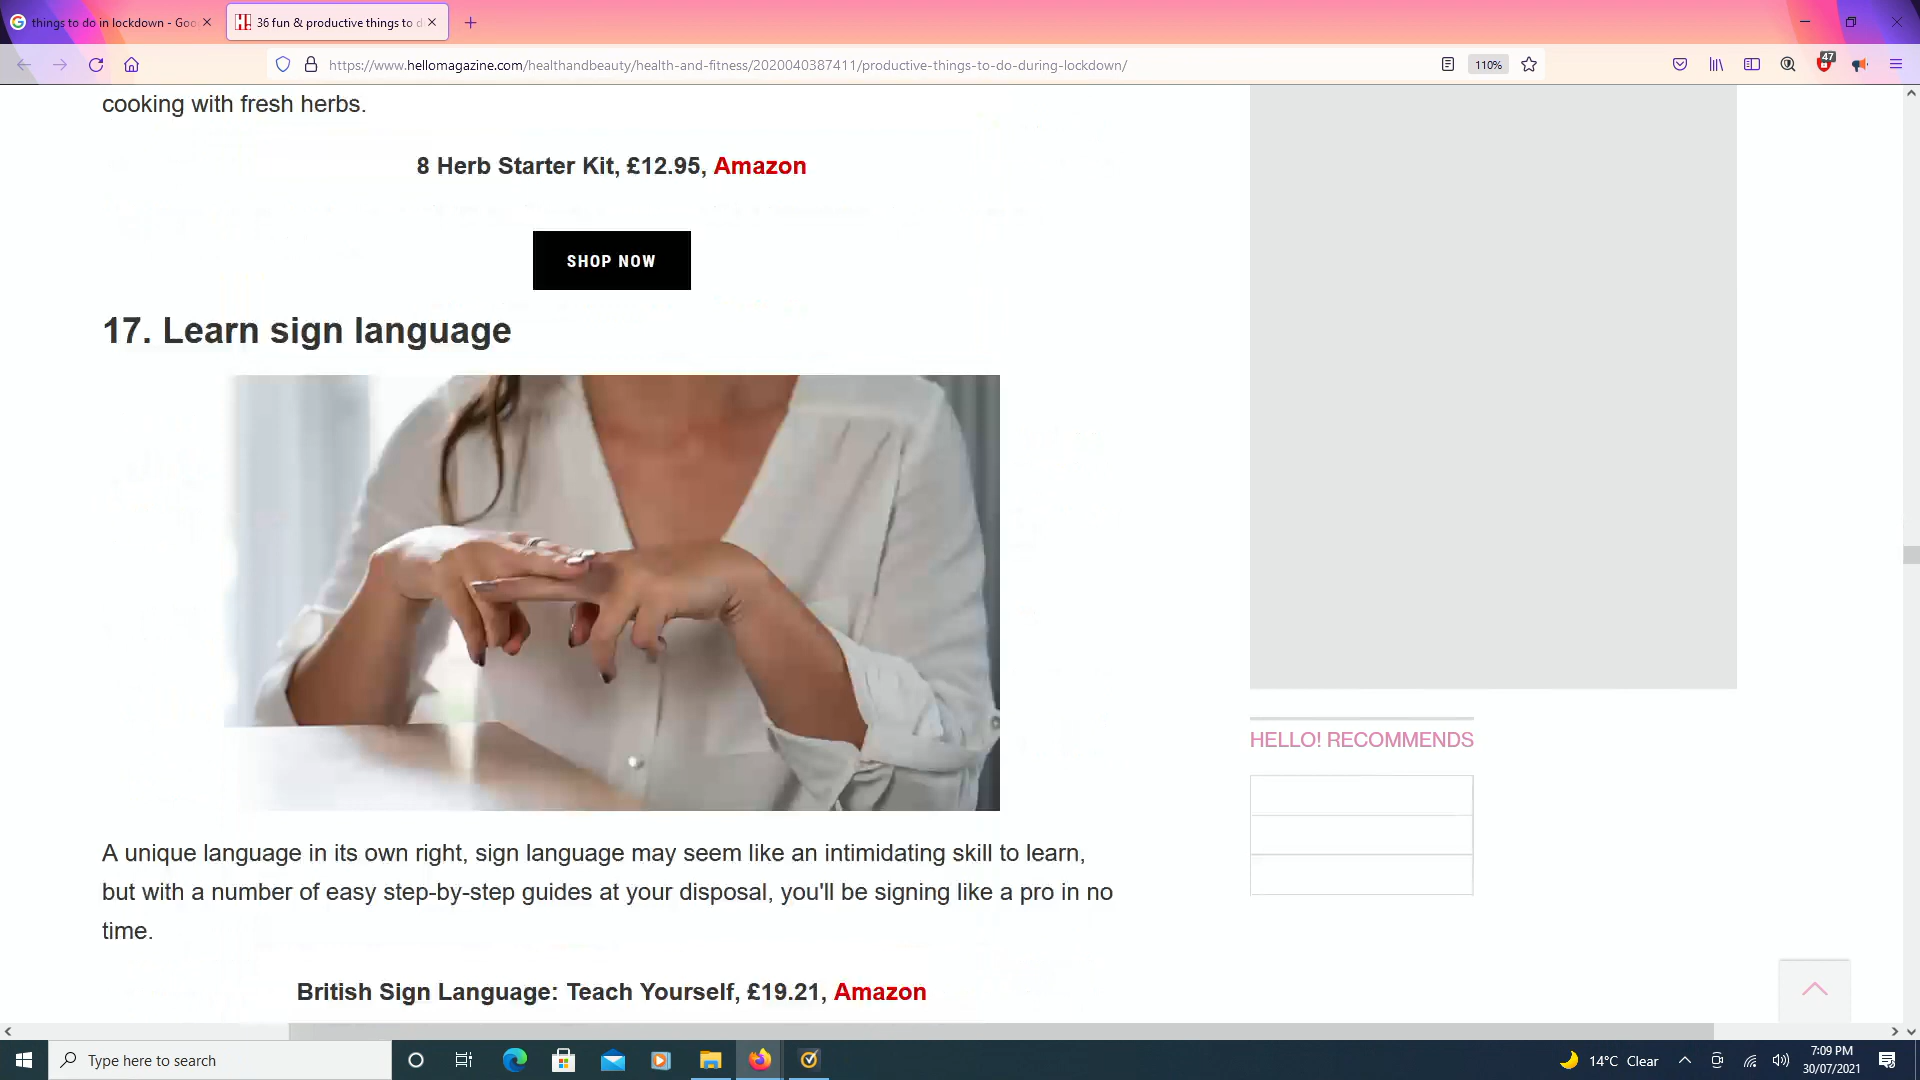 things to do in lockdown - Goo
36 fun & productive things to d
https://www.hellomagazine.com/healthandbeauty/health-and-fitness/2020040387411/productive-things-to-do-during-lockdown/
110%
47
cooking with fresh herbs.
8 Herb Starter Kit, £12.95, Amazon
SHOP NOW
17. Learn sign language
A unique language in its own right, sign language may seem like an intimidating skill to learn,
but with a number of easy step-by-step guides at your disposal, you'll be signing like a pro in no
time.
British Sign Language: Teach Yourself, £19.21, Amazon
HELLO! RECOMMENDS
Type here to search
14°C Clear
7:09 PM
30/07/2021